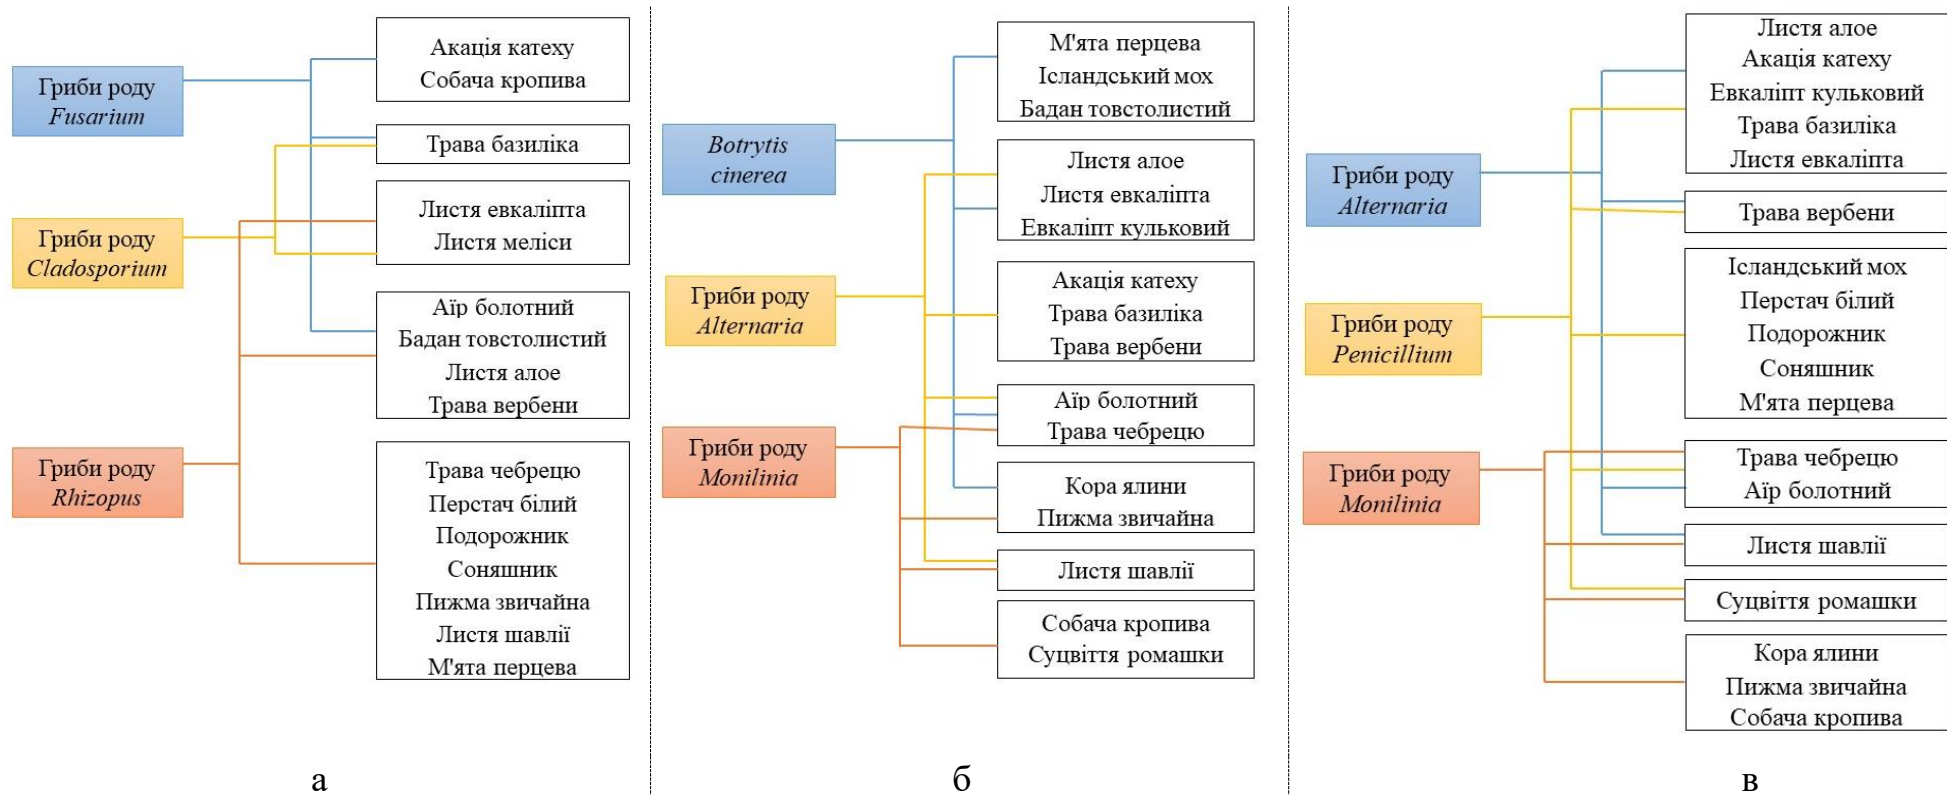 Гриби роду
Fusarium
Гриби роду
Cladosporium
Гриби роду
Rhizopus
Акація катеху
Собача кропива
Трава базиліка
Листя евкаліпта
Листя меліси
Аїр болотний
Бадан товстолистий
Листя алое
Трава вербени
Трава чебрецю
Перстач білий
Подорожник
Соняшник
Пижма звичайна
Листя шавлії
М'ята перцева
а
Botrytis
cinerea
Гриби роду
Alternaria
Гриби роду
Monilinia
М'ята перцева
Ісландський мох
Бадан товстолистий
Листя алое
Листя евкаліпта
Евкаліпт кульковий
Акація катеху
Трава базиліка
Трава вербени
Аїр болотний
Трава чебрецю
Кора ялини
Пижма звичайна
Листя шавлії
Собача кропива
Суцвіття ромашки
б
Гриби роду
Alternaria
Гриби роду
Penicillium
Гриби роду
Monilinia
Листя алое
Акація катеху
Евкаліпт кульковий
Трава базиліка
Листя евкаліпта
Трава вербени
Ісландський мох
Перстач білий
Подорожник
Соняшник
М'ята перцева
Трава чебрецю
Аїр болотний
Листя шавлії
Суцвіття ромашки
Кора ялини
Пижма звичайна
Собача кропива
в